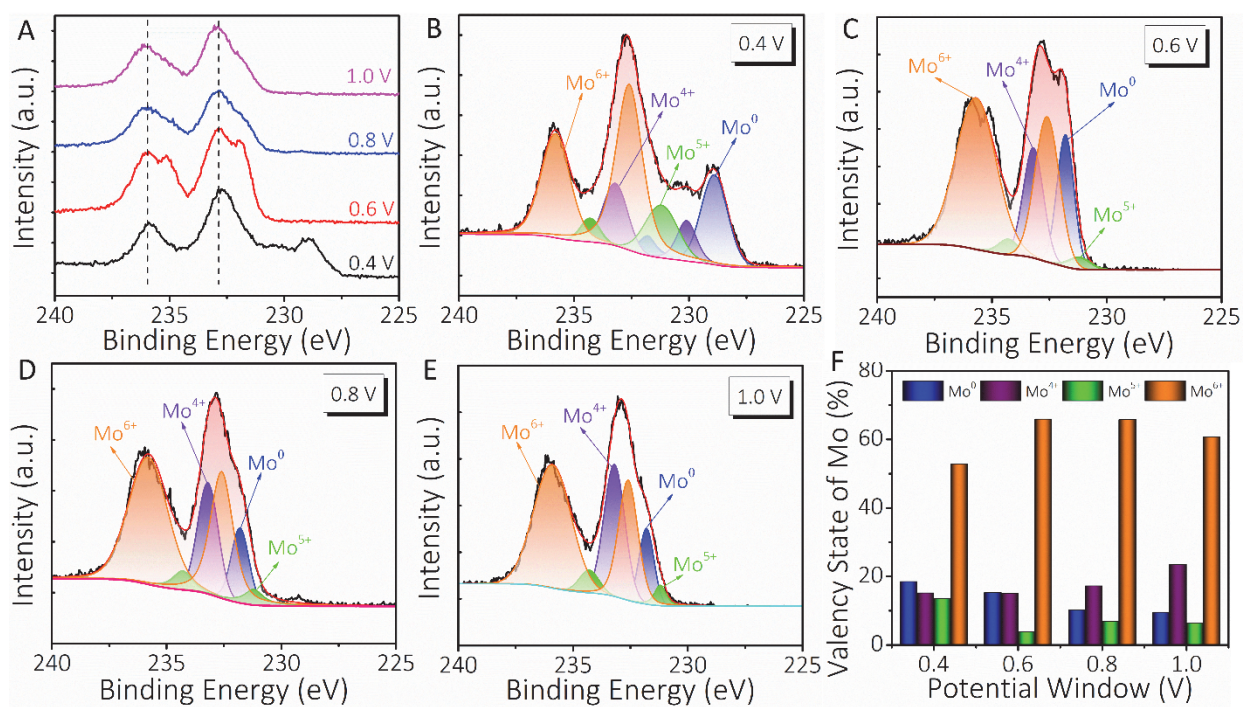 A
1.0 V
0.8 V
0.6 V
0.4 V
Intensity (a.u.)
240 235 230 225
Binding Energy (eV)
B
0.4 V
Mo6+
Mo4+
Mo5+
Mo0
Intensity (a.u.)
240 235 230 225
Binding Energy (eV)
C
0.6 V
Mo6+
Mo4+
Mo0
Mo5+
Intensity (a.u.)
240 235 230 225
Binding Energy (eV)
D
0.8 V
Mo6+
Mo4+
Mo0
Mo5+
Intensity (a.u.)
240 235 230 225
Binding Energy (eV)
E
1.0 V
Mo6+
Mo4+
Mo0
Mo5+
Intensity (a.u.)
240 235 230 225
Binding Energy (eV)
F
Mo0 Mo4+ Mo5+ Mo6+
Valency State of Mo (%)
80
60
40
20
0
0.4 0.6 0.8 1.0
Potential Window (V)